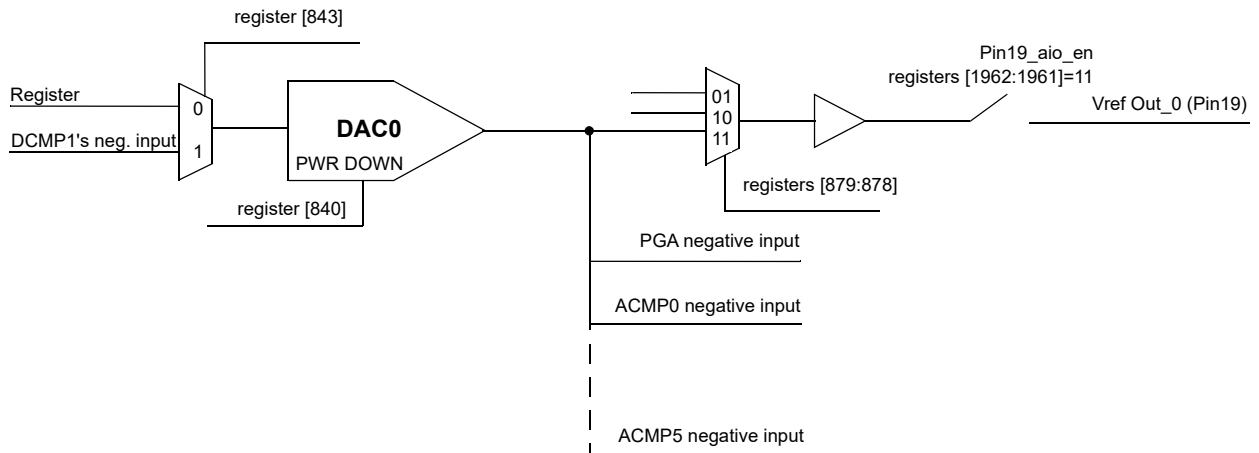 register [843]
Pin19_aio_en
registers [1962:1961]=11
Register
0
01
Vref Out_0 (Pin19)
10
DAC0
DCMP1's neg. input
1
11
PWR DOWN
registers [879:878]
register [840]
PGA negative input
ACMP0 negative input
ACMP5 negative input